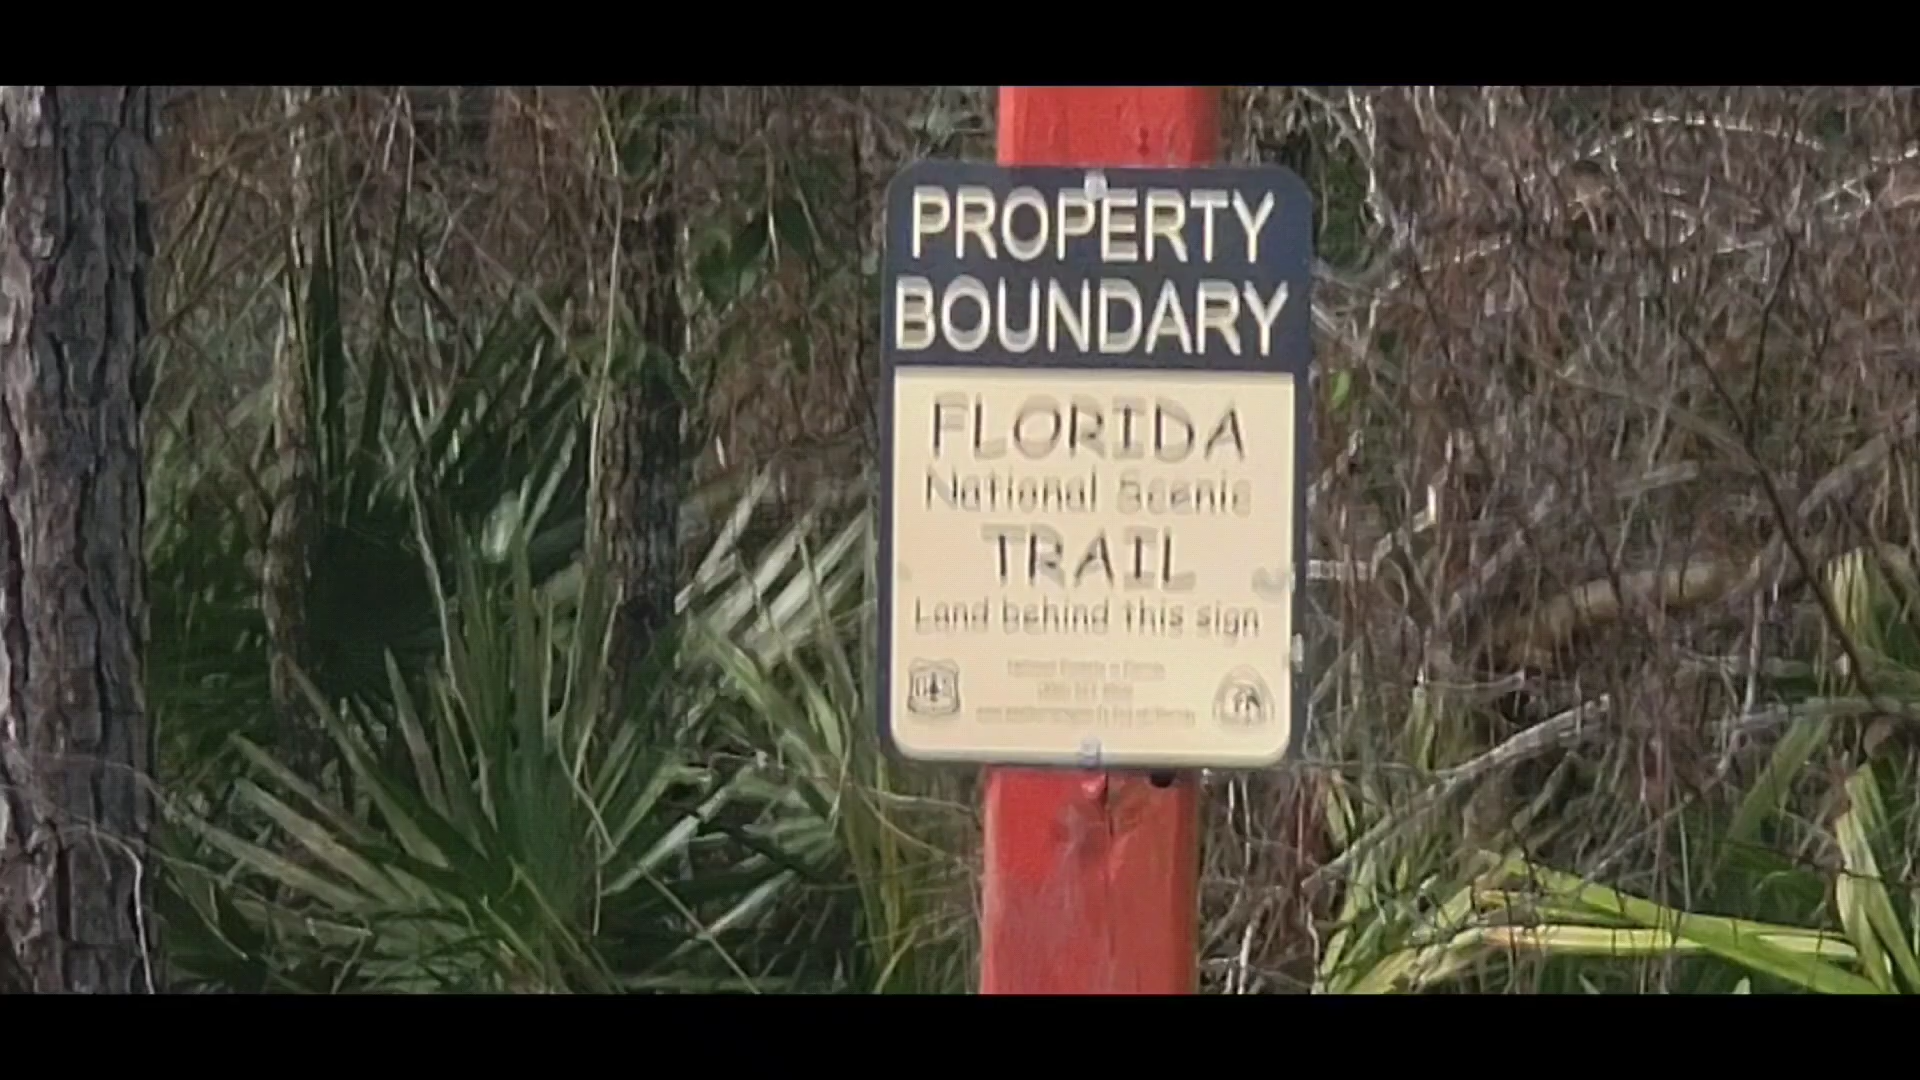 PROPERTY
BOUNDARY
FLORIDA
National Scenic
TRAIL
Land behind this sign